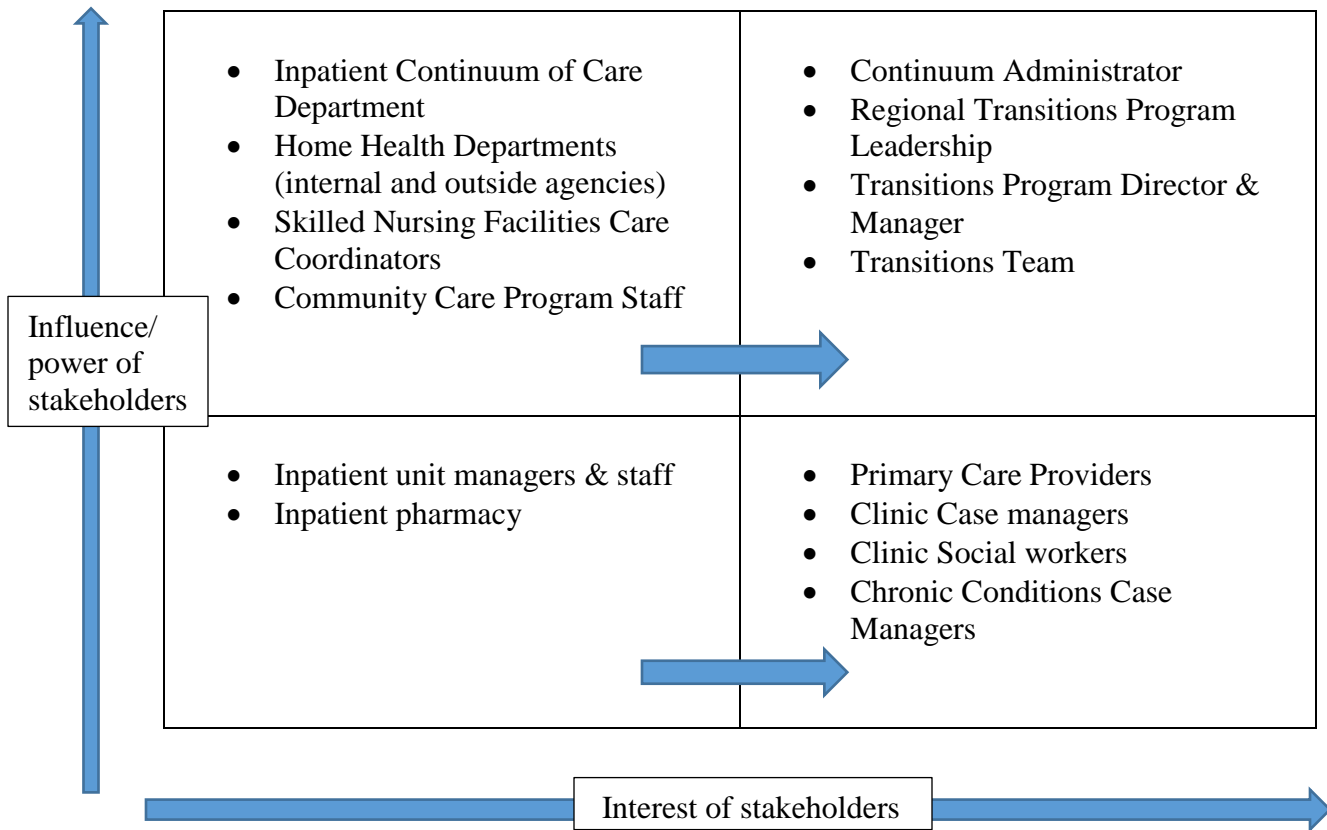 • Inpatient Continuum of Care
Department
• Home Health Departments
(internal and outside agencies)
• Skilled Nursing Facilities Care
Coordinators
• Community Care Program Staff
• Continuum Administrator
• Regional Transitions Program
Leadership
• Transitions Program Director &
Manager
• Transitions Team
Influence/
power of
stakeholders
• Inpatient unit managers & staff
• Inpatient pharmacy
• Primary Care Providers
• Clinic Case managers
• Clinic Social workers
• Chronic Conditions Case
Managers
Interest of stakeholders